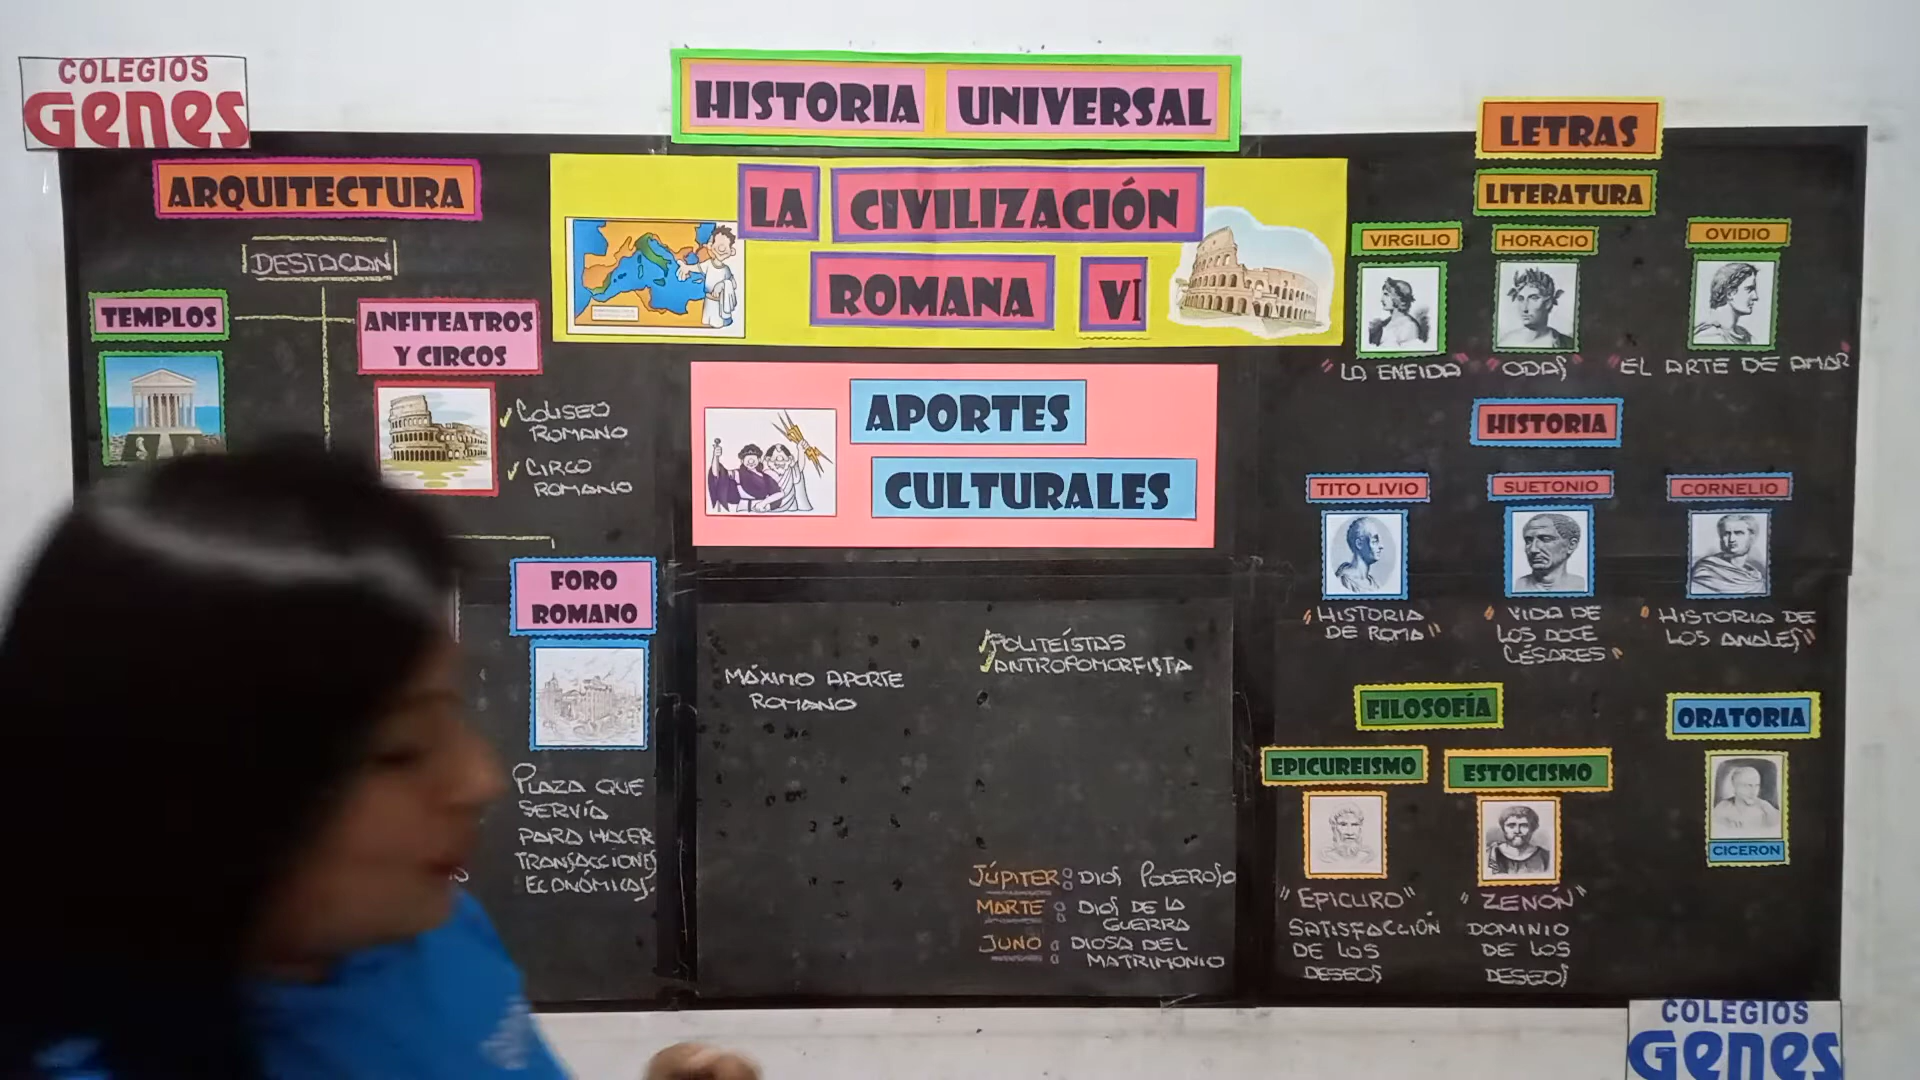 COLEGIOS
GENES
HISTORIA UNIVERSAL
LA CIVILIZACIÓN
ROMANA VI
APORTES
CULTURALES
ARQUITECTURA
DESTACAN
TEMPLOS
ANFITEATROS
Y CIRCOS
COLISEO
ROMANO
CIRCO
ROMANO
FORO
ROMANO
PLAZA QUE
SERVÍA
PARA HACER
TRANSACCIONES
ECONÓMICAS.
MÁXIMO APORTE
ROMANO
POLITEÍSTAS
ANTROPOMORFISTA
JÚPITER: DIOS PODEROSO
MARTE : DIOS DE LA
GUERRA
JUNO : DIOSA DEL
MATRIMONIO
LETRAS
LITERATURA
VIRGILIO
HORACIO
OVIDIO
"LA ENEIDA"
"ODAS"
"EL ARTE DE AMAR"
HISTORIA
TITO LIVIO
SUETONIO
CORNELIO
"HISTORIA
DE ROMA"
"VIDA DE
LOS DOCE
CÉSARES"
"HISTORIA DE
LOS ANALES"
FILOSOFÍA
EPICUREISMO
ESTOICISMO
"EPICURO"
SATISFACCIÓN
DE LOS
DESEOS
"ZENÓN"
DOMINIO
DE LOS
DESEOS
ORATORIA
CICERON
COLEGIOS
GENES